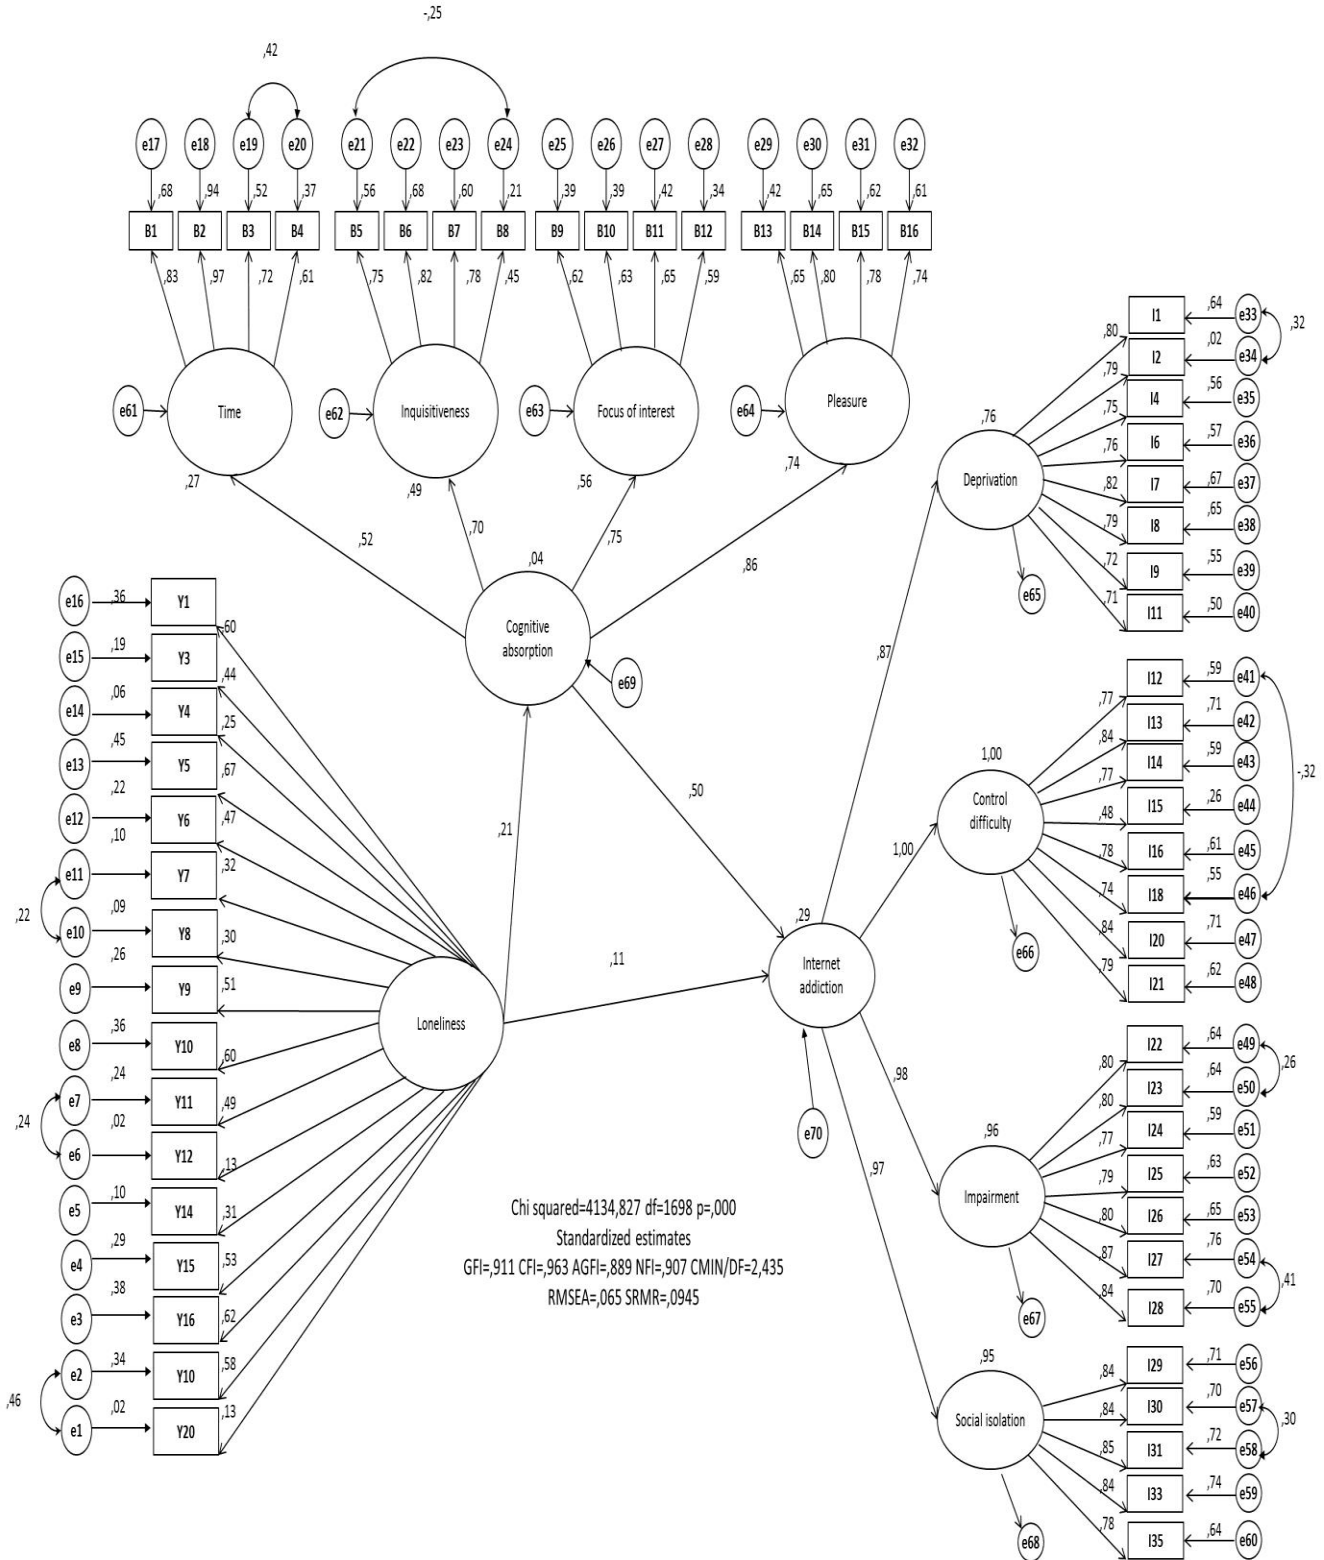 -,25
,42
e17 e18 e19 e20 e21 e22 e23 e24 e25 e26 e27 e28 e29 e30 e31 e32
,68 ,94 ,52 ,37 ,56 ,68 ,60 ,21 ,39 ,39 ,42 ,34 ,42 ,65 ,62 ,61
B1 B2 B3 B4 B5 B6 B7 B8 B9 B10 B11 B12 B13 B14 B15 B16
,83 ,97 ,72 ,61 ,75 ,82 ,78 ,45 ,62 ,63 ,65 ,59 ,65 ,80 ,78 ,74
e61 Time e62 Inquisitiveness e63 Focus of interest e64 Pleasure
,27 ,49 ,56 ,74
,52 ,70 ,75 ,86
,04
Cognitive
absorption
e69
,21 ,50
,11
e16 ,36 Y1 ,60
e15 ,19 Y3 ,44
e14 ,06 Y4 ,25
e13 ,45 Y5 ,67
e12 ,22 Y6 ,47
e11 ,10 Y7 ,32
,22
e10 ,09 Y8 ,30
e9 ,26 Y9 ,51
e8 ,36 Y10 ,60
e7 ,24 Y11 ,49
,24
e6 ,02 Y12 ,13
e5 ,10 Y14 ,31
e4 ,29 Y15 ,53
e3 ,38 Y16 ,62
e2 ,34 Y10 ,58
,46
e1 ,02 Y20 ,13
Loneliness
,29
Internet
addiction
e70
,87
1,00
,98
,97
,76
Deprivation
e65
,80 I1 ,64 e33
,32
,79 I2 ,02 e34
,75 I4 ,56 e35
,76 I6 ,57 e36
,82 I7 ,67 e37
,79 I8 ,65 e38
,72 I9 ,55 e39
,71 I11 ,50 e40
1,00
Control
difficulty
e66
,77 I12 ,59 e41
,84 I13 ,71 e42
,77 I14 ,59 e43
-,32
,48 I15 ,26 e44
,78 I16 ,61 e45
,74 I18 ,55 e46
,84 I20 ,71 e47
,79 I21 ,62 e48
,96
Impairment
e67
,80 I22 ,64 e49
,26
,80 I23 ,64 e50
,77 I24 ,59 e51
,79 I25 ,63 e52
,80 I26 ,65 e53
,87 I27 ,76 e54
,41
,84 I28 ,70 e55
,95
Social isolation
e68
,84 I29 ,71 e56
,84 I30 ,70 e57
,30
,85 I31 ,72 e58
,84 I33 ,74 e59
,78 I35 ,64 e60
Chi squared=4134,827 df=1698 p=,000
Standardized estimates
GFI=,911 CFI=,963 AGFI=,889 NFI=,907 CMIN/DF=2,435
RMSEA=,065 SRMR=,0945